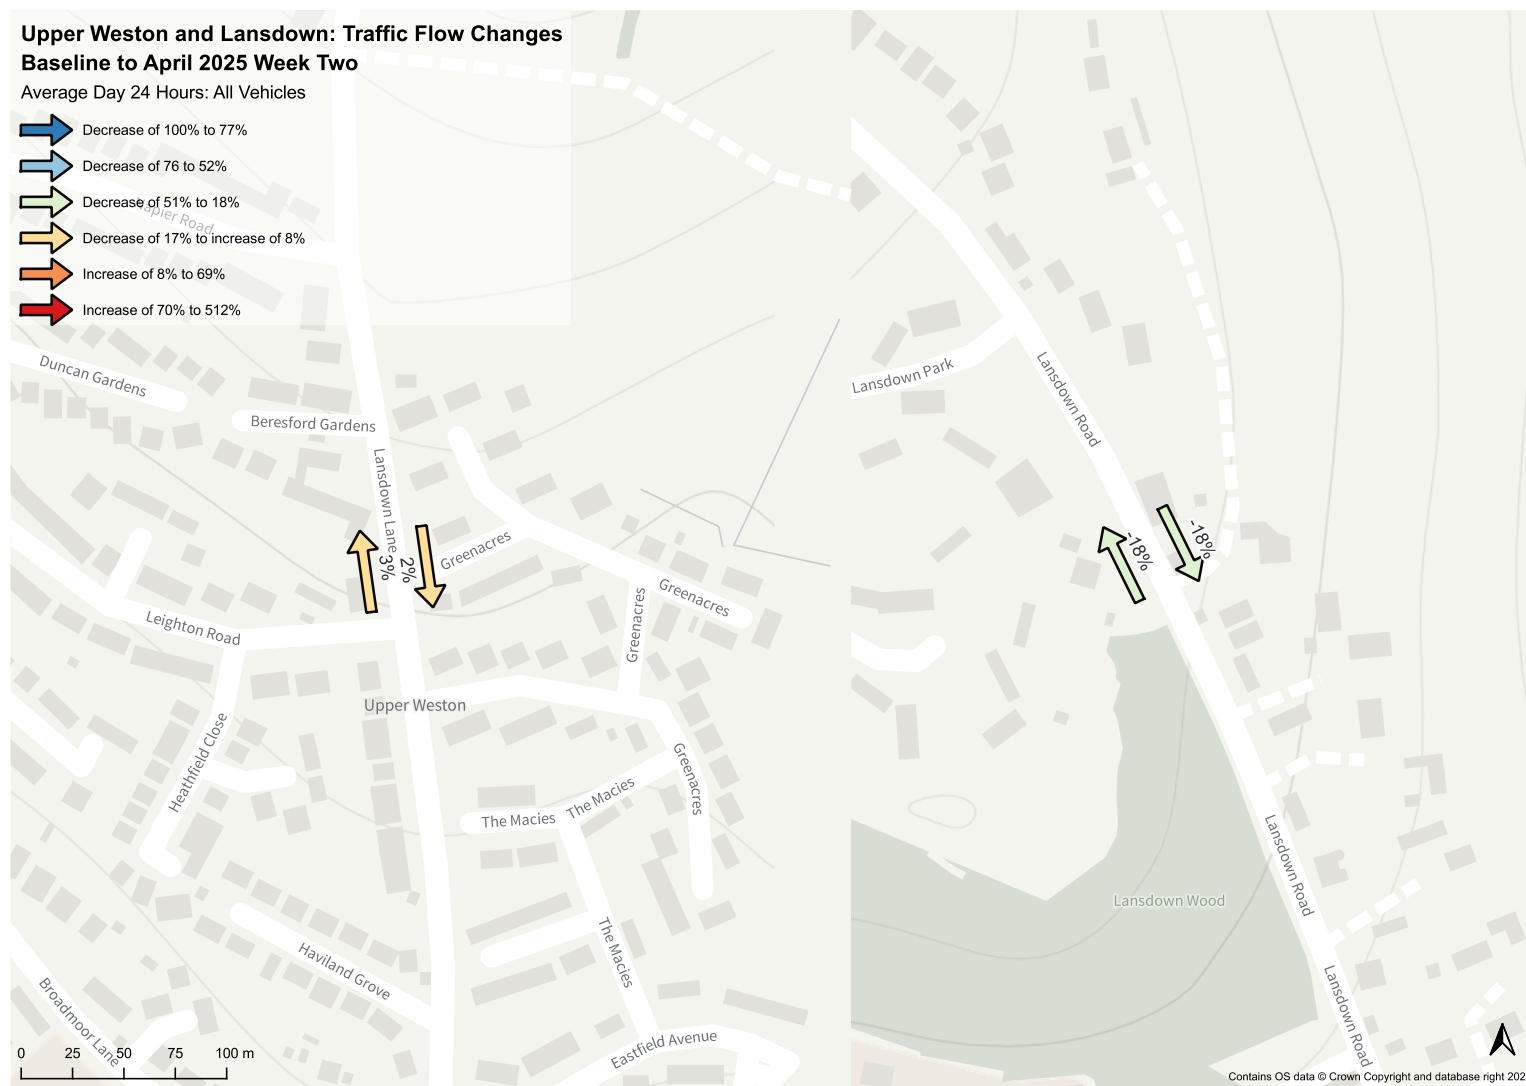 Upper Weston and Lansdown: Traffic Flow Changes
Baseline to April 2025 Week Two
Average Day 24 Hours: All Vehicles
Decrease of 100% to 77%
Decrease of 76 to 52%
Decrease of 51% to 18%
Decrease of 17% to increase of 8%
Increase of 8% to 69%
Increase of 70% to 512%
Napier Road
Duncan Gardens
Beresford Gardens
Lansdown Lane
3%
2%
Greenacres
Greenacres
Greenacres
Leighton Road
Upper Weston
Heathfield Close
Greenacres
The Macies
The Macies
The Macies
Haviland Grove
Broadmoor Lane
Eastfield Avenue
Lansdown Park
Lansdown Road
-18%
-18%
Lansdown Road
Lansdown Wood
Lansdown Road
0 25 50 75 100 m
Contains OS data © Crown Copyright and database right 202